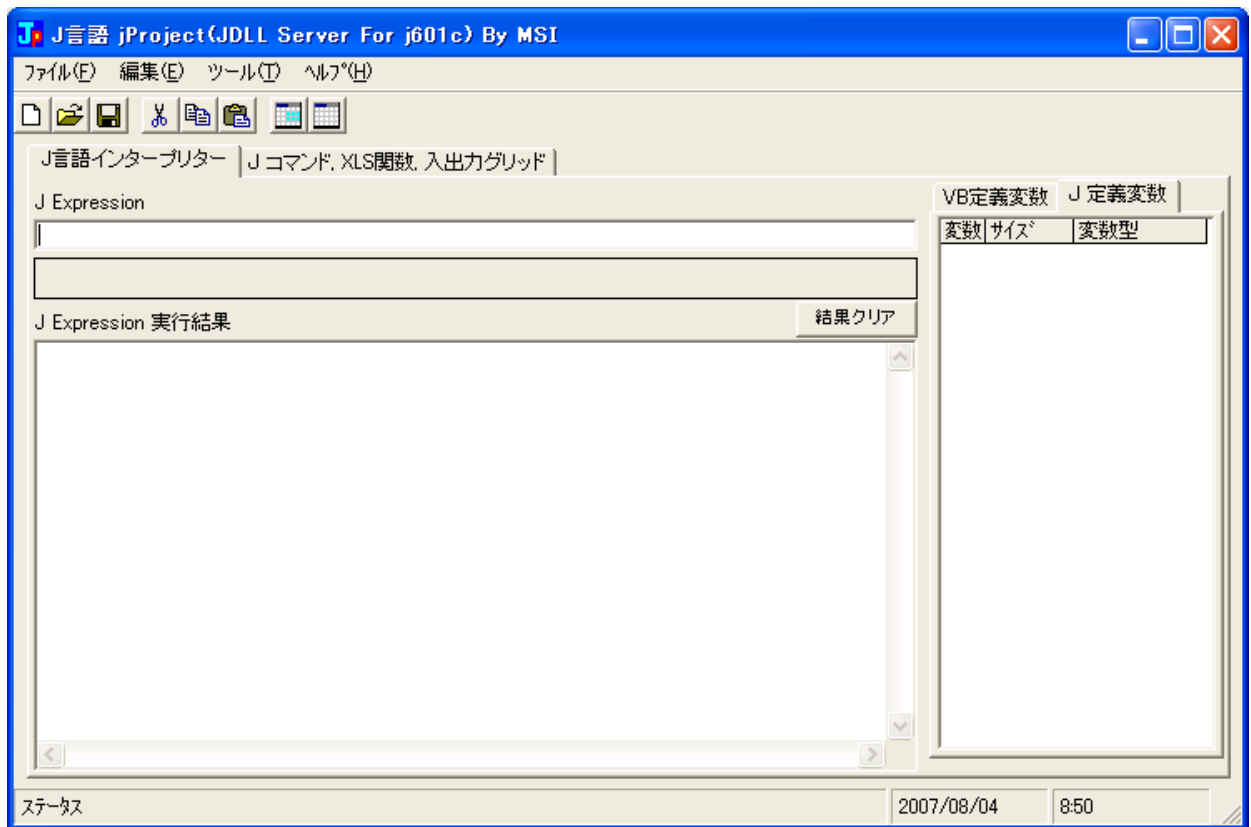 J言語 jProject(JDLL Server For j601c) By MSI
ファイル(F) 編集(E) ツール(T) ヘルプ(H)
J言語インタープリター J コマンド, XLS関数, 入出力グリッド
VB定義変数 J 定義変数
J Expression
変数 サイズ 変数型
J Expression 実行結果 結果クリア
ステータス 2007/08/04 8:50